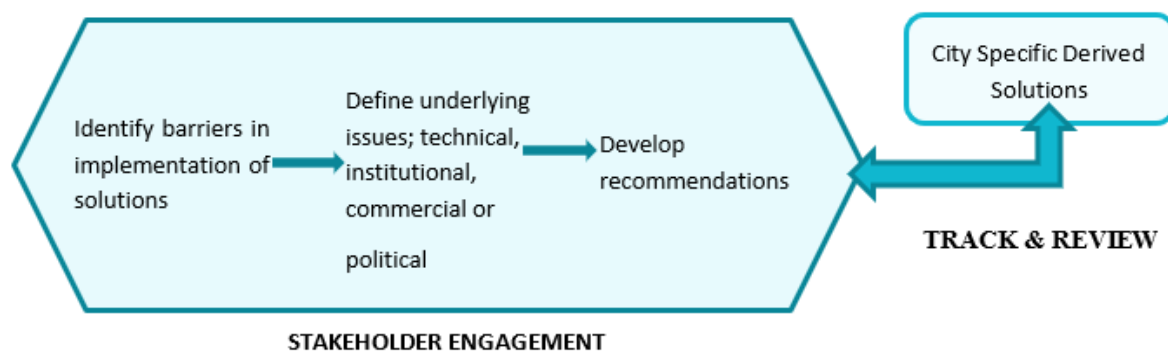 Identify barriers in
implementation of
solutions
Define underlying
issues; technical,
institutional,
commercial or
political
Develop
recommendations
City Specific Derived
Solutions
TRACK & REVIEW
STAKEHOLDER ENGAGEMENT